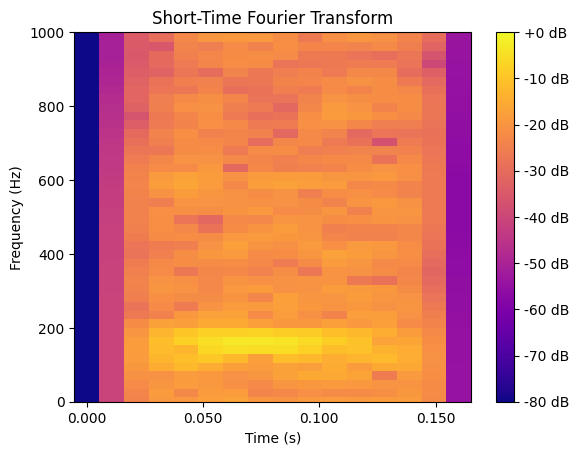 Short-Time Fourier Transform
1000
800
600
400
200
0
Frequency (Hz)
0.000
0.050
0.100
0.150
Time (s)
+0 dB
-10 dB
-20 dB
-30 dB
-40 dB
-50 dB
-60 dB
-70 dB
-80 dB